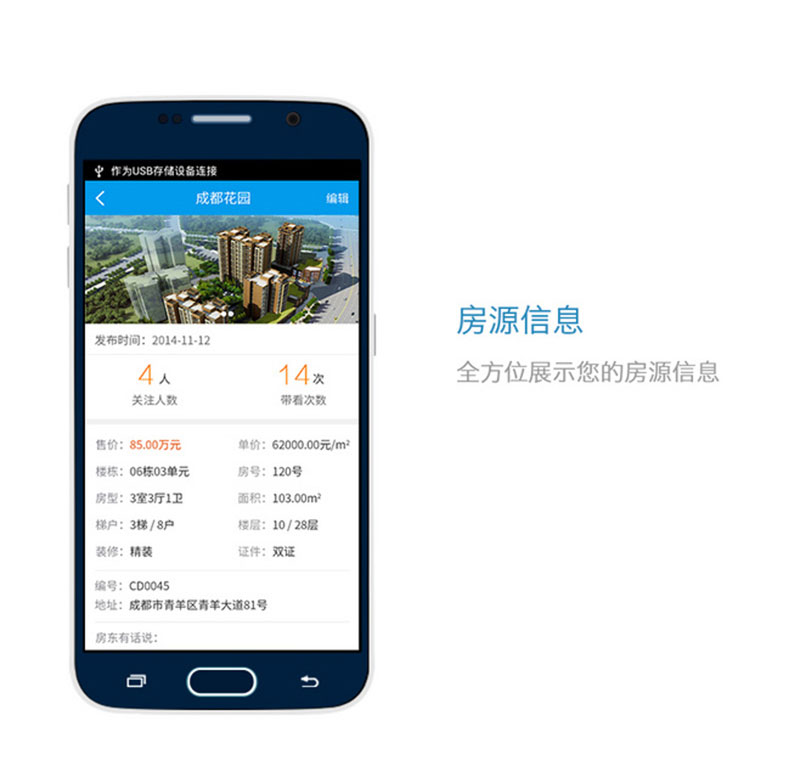 作为USB存储设备连接
成都花园 编辑
发布时间：2014-11-12
4人 14次
关注人数 带看次数
售价：85.00万元 单价：62000.00元/m²
楼栋：06栋03单元 房号：120号
房型：3室3厅1卫 面积：103.00m²
梯户：3梯 / 8户 楼层：10 / 28层
装修：精装 证件：双证
编号：CD0045
地址：成都市青羊区青羊大道81号
房东有话说：
房源信息
全方位展示您的房源信息